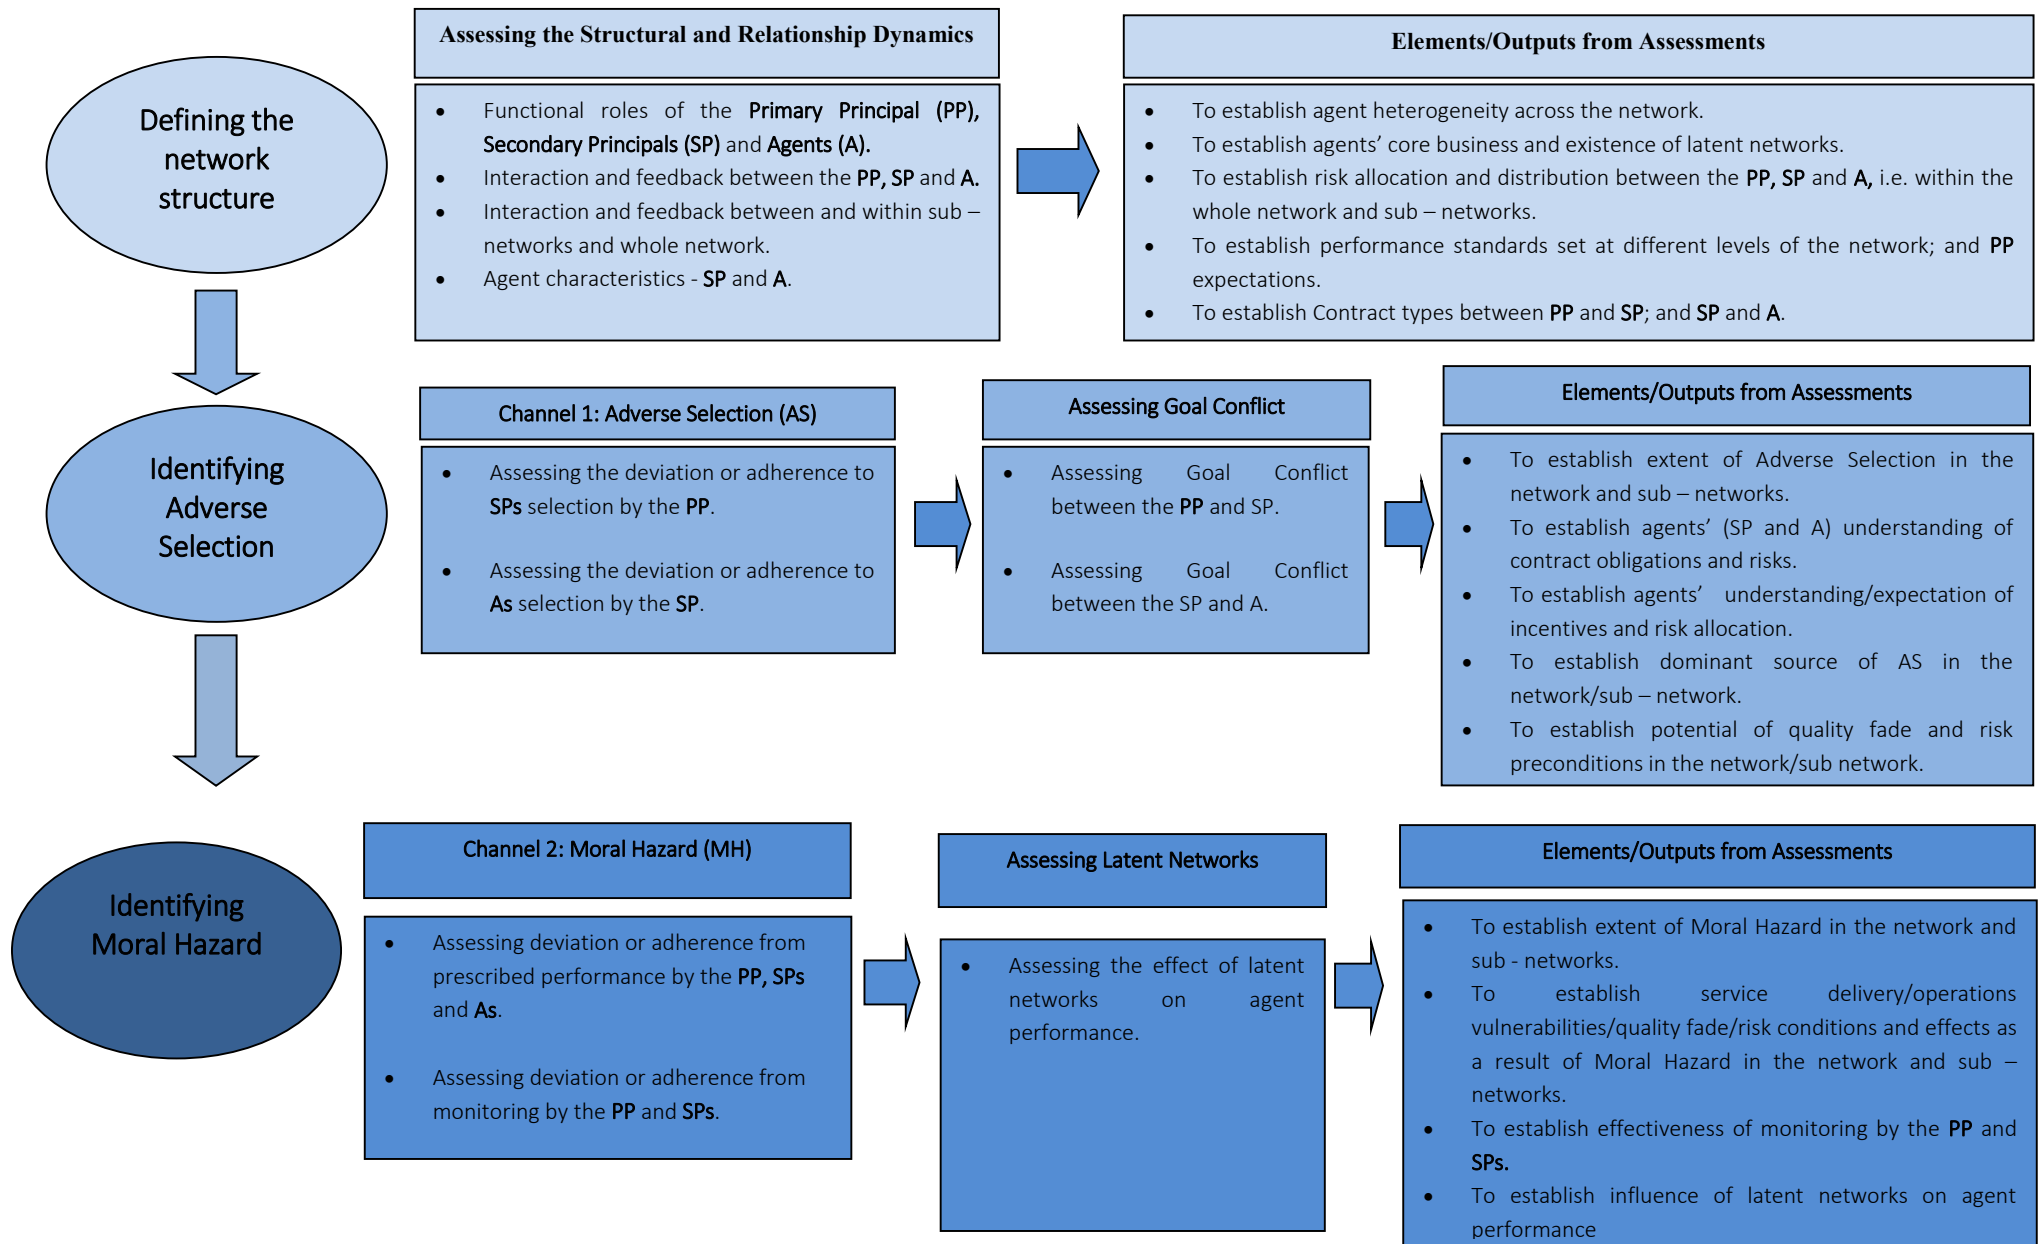 Defining the
network
structure
Assessing the Structural and Relationship Dynamics
• Functional roles of the Primary Principal (PP),
Secondary Principals (SP) and Agents (A).
• Interaction and feedback between the PP, SP and A.
• Interaction and feedback between and within sub –
networks and whole network.
• Agent characteristics - SP and A.
Elements/Outputs from Assessments
• To establish agent heterogeneity across the network.
• To establish agents’ core business and existence of latent networks.
• To establish risk allocation and distribution between the PP, SP and A, i.e. within the
whole network and sub – networks.
• To establish performance standards set at different levels of the network; and PP
expectations.
• To establish Contract types between PP and SP; and SP and A.
Identifying
Adverse
Selection
Channel 1: Adverse Selection (AS)
• Assessing the deviation or adherence to
SPs selection by the PP.
• Assessing the deviation or adherence to
As selection by the SP.
Assessing Goal Conflict
• Assessing Goal Conflict
between the PP and SP.
• Assessing Goal Conflict
between the SP and A.
Elements/Outputs from Assessments
• To establish extent of Adverse Selection in the
network and sub – networks.
• To establish agents’ (SP and A) understanding of
contract obligations and risks.
• To establish agents’ understanding/expectation of
incentives and risk allocation.
• To establish dominant source of AS in the
network/sub – network.
• To establish potential of quality fade and risk
preconditions in the network/sub network.
Identifying
Moral Hazard
Channel 2: Moral Hazard (MH)
• Assessing deviation or adherence from
prescribed performance by the PP, SPs
and As.
• Assessing deviation or adherence from
monitoring by the PP and SPs.
Assessing Latent Networks
• Assessing the effect of latent
networks on agent
performance.
Elements/Outputs from Assessments
• To establish extent of Moral Hazard in the network and
sub - networks.
• To establish service delivery/operations
vulnerabilities/quality fade/risk conditions and effects as
a result of Moral Hazard in the network and sub –
networks.
• To establish effectiveness of monitoring by the PP and
SPs.
• To establish influence of latent networks on agent
performance